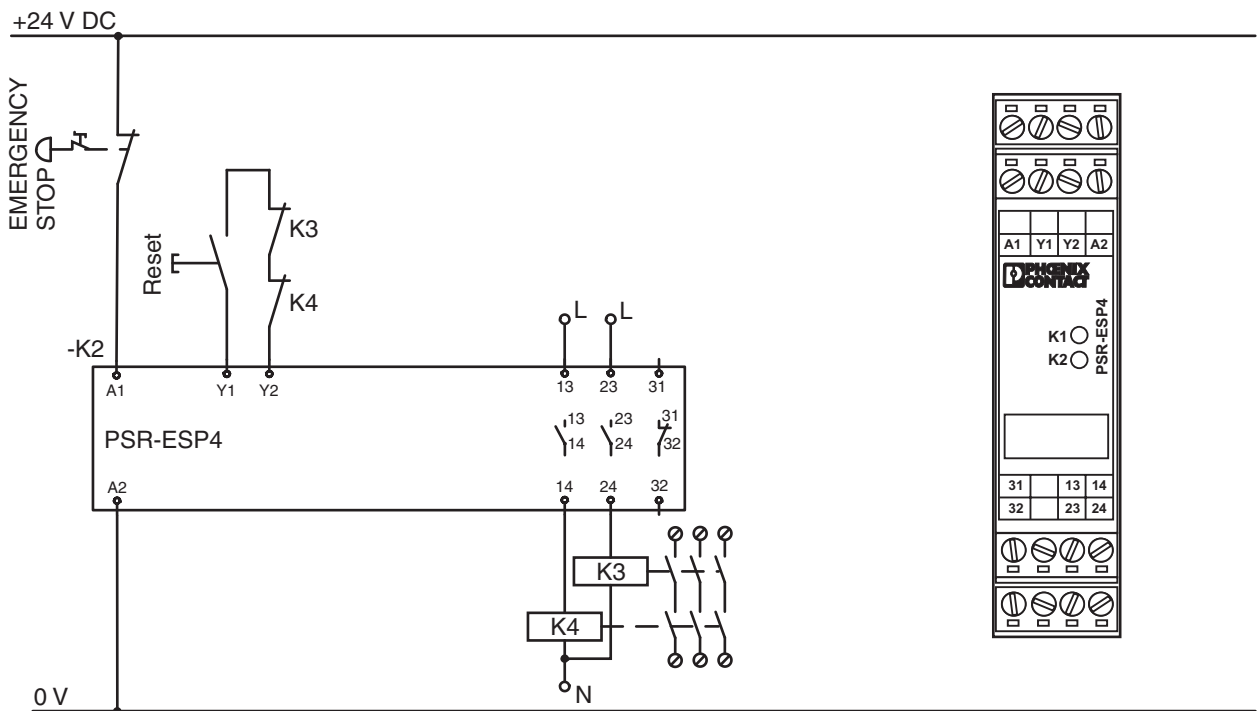 +24 V DC
EMERGENCY
STOP
Reset
K3
K4
L
L
-K2
A1
Y1
Y2
13
23
31
PSR-ESP4
13
14
23
24
31
32
A2
14
24
32
K3
K4
N
0 V
A1 Y1 Y2 A2
PHŒNIX
CONTACT
K1
K2
PSR-ESP4
31 13 14
32 23 24